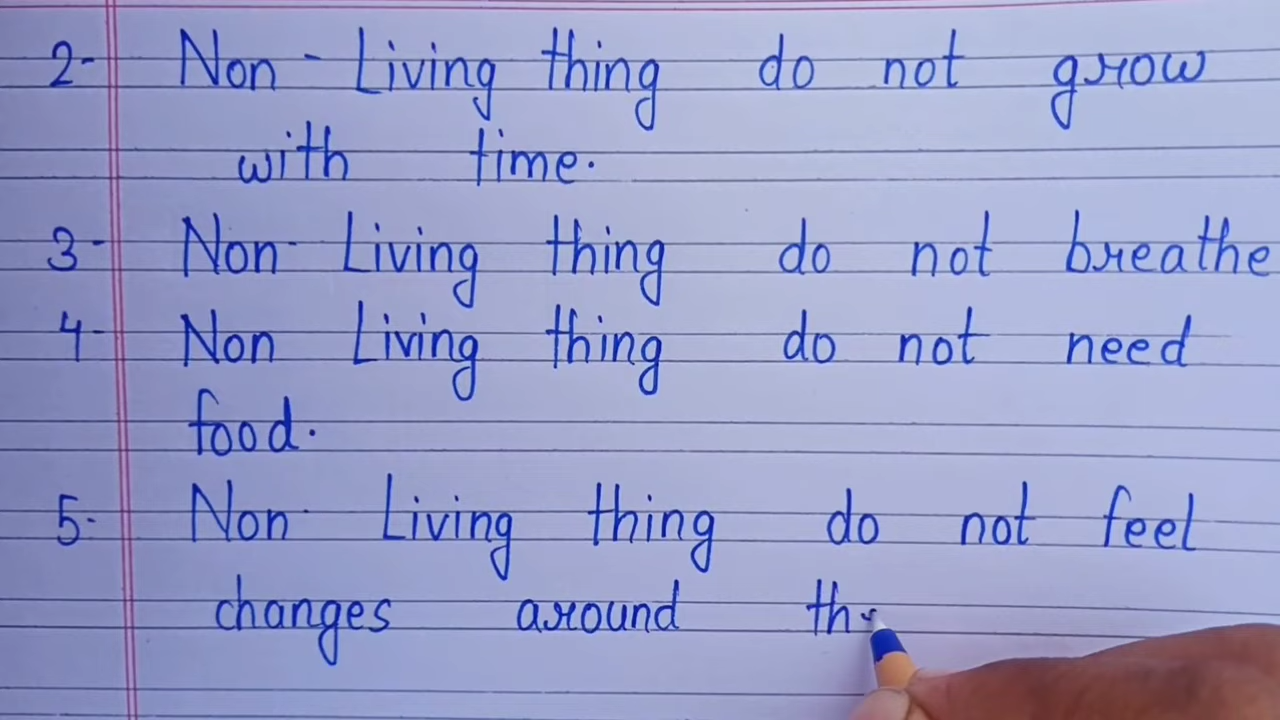 2- Non - Living thing do not grow
with time.
3- Non- Living thing do not breathe
4- Non Living thing do not need
food.
5- Non Living thing do not feel
changes around